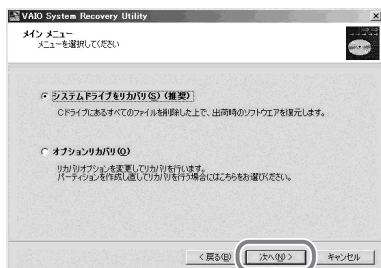 VAIO System Recovery Utility
メイン メニュー
メニューを選択してください
システムドライブをリカバリ(S) (推奨)
Cドライブにあるすべてのファイルを削除した上で、出荷時のソフトウエアを復元します。
オプションリカバリ(O)
リカバリオプションを変更してリカバリを行います。
パーティションを作成し直してリカバリを行う場合にはこちらをお選びください。
< 戻る(B)
次へ(N) >
キャンセル